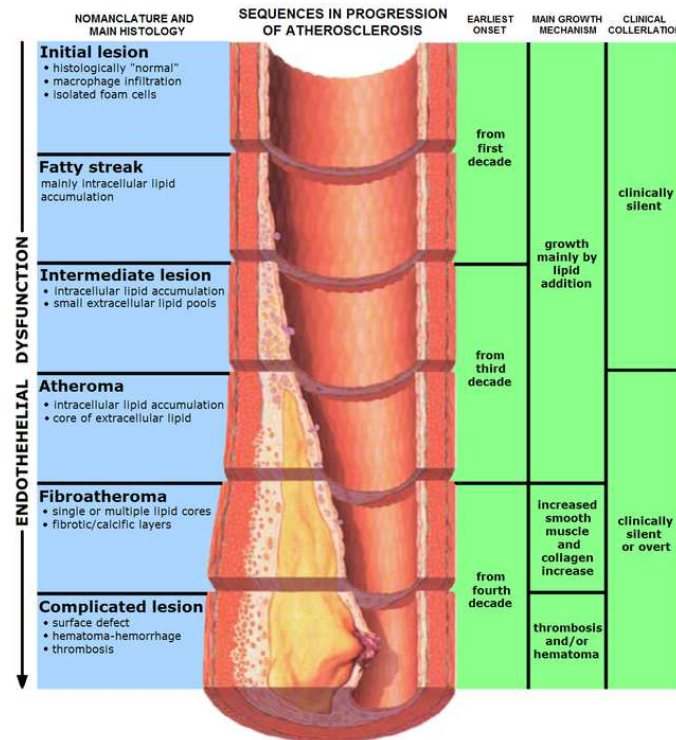 NOMANCLATURE AND
MAIN HISTOLOGY
SEQUENCES IN PROGRESSION
OF ATHEROSCLEROSIS
EARLIEST
ONSET
MAIN GROWTH
MECHANISM
CLINICAL
COLLERLATION
ENDOTHEHELIAL DYSFUNCTION
Initial lesion
• histologically "normal"
• macrophage infiltration
• isolated foam cells
Fatty streak
mainly intracellular lipid
accumulation
Intermediate lesion
• intracellular lipid accumulation
• small extracellular lipid pools
Atheroma
• intracellular lipid accumulation
• core of extracellular lipid
Fibroatheroma
• single or multiple lipid cores
• fibrotic/calcific layers
Complicated lesion
• surface defect
• hematoma-hemorrhage
• thrombosis
from first
decade
from third
decade
from fourth
decade
growth
mainly by
lipid
addition
increased
smooth
muscle
and
collagen
increase
thrombosis
and/or
hematoma
clinically
silent
clinically
silent
or overt